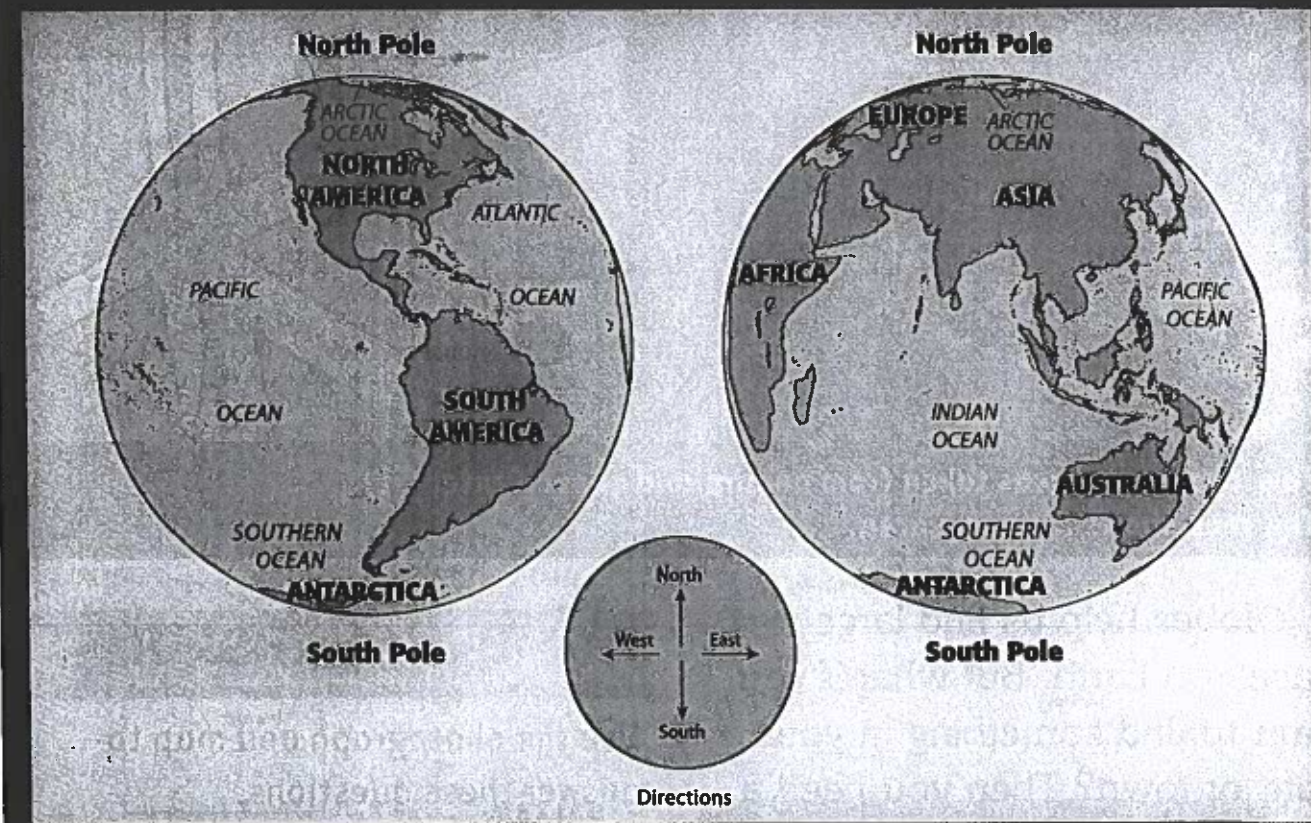 North Pole
ARCTIC
OCEAN
NORTH
AMERICA
ATLANTIC
PACIFIC
OCEAN
OCEAN
SOUTH
AMERICA
SOUTHERN
OCEAN
ANTARCTICA
South Pole
North Pole
EUROPE
ARCTIC
OCEAN
ASIA
AFRICA
PACIFIC
OCEAN
INDIAN
OCEAN
AUSTRALIA
SOUTHERN
OCEAN
ANTARCTICA
South Pole
North
West East
South
Directions